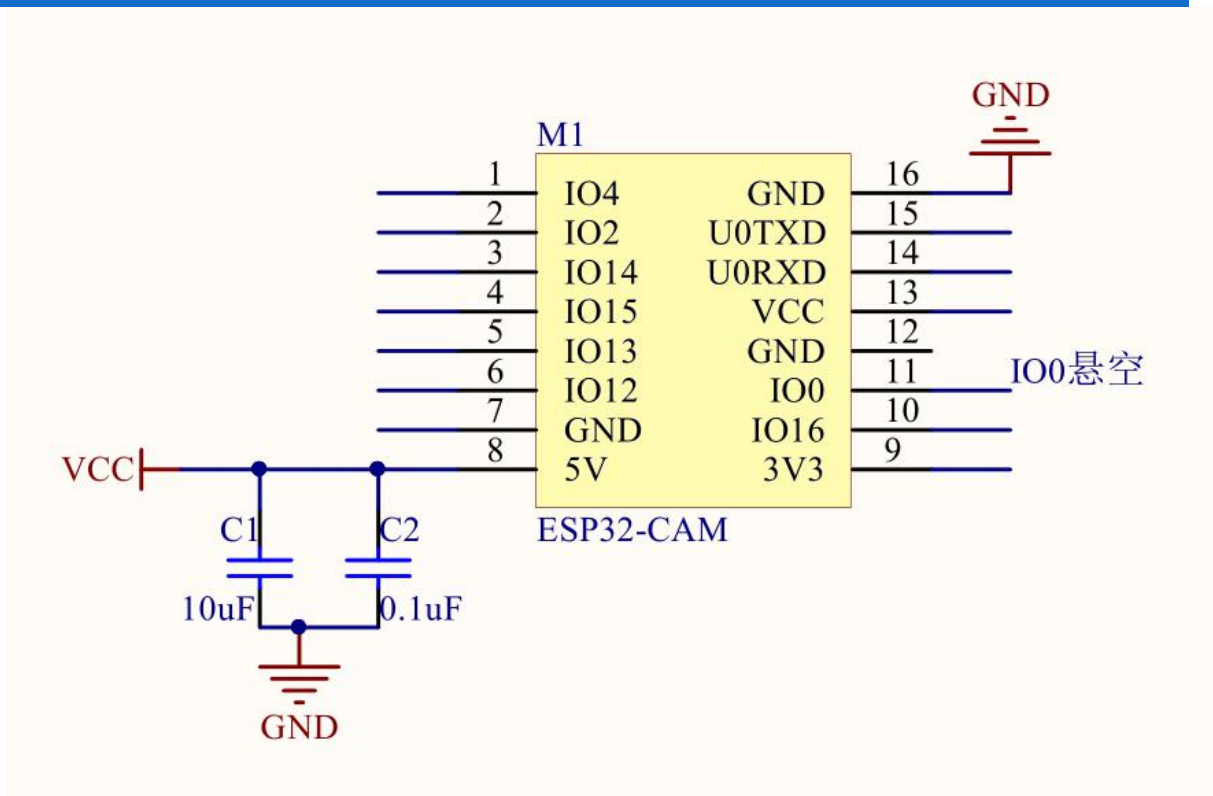 GND
M1
1 IO4 GND 16
2 IO2 U0TXD 15
3 IO14 U0RXD 14
4 IO15 VCC 13
5 IO13 GND 12
6 IO12 IO0 11 IO0悬空
7 GND IO16 10
VCC 8 5V 3V3 9
C1 C2 ESP32-CAM
10uF 0.1uF
GND